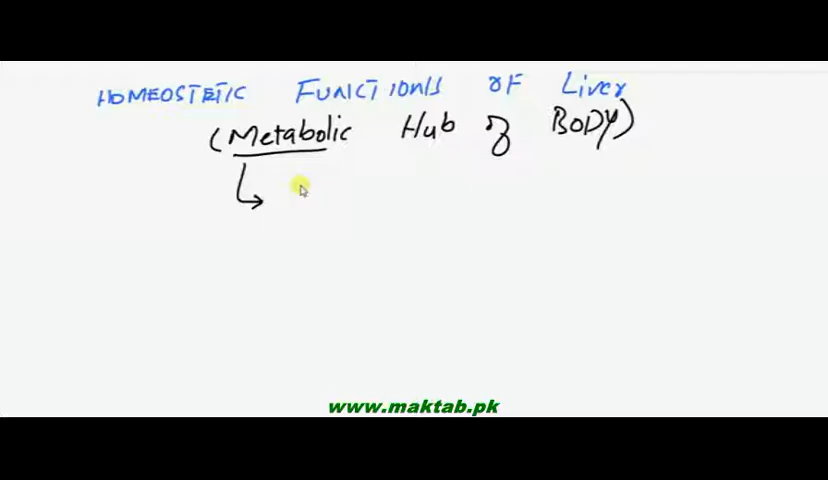 HOMEOSTETIC FUNCTIONS OF Liver
(Metabolic Hub of BODY)
www.maktab.pk